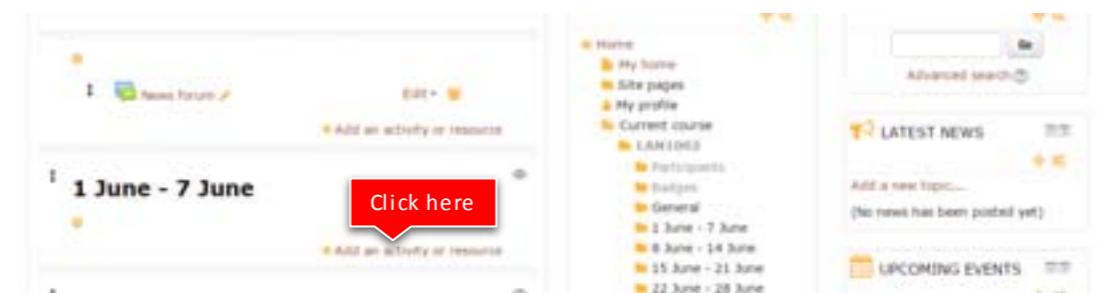 News forum
Edit
Add an activity or resource
1 June - 7 June
Click here
Add an activity or resource
Home
My home
Site pages
My profile
Current course
LAN1002
Participants
Badges
General
1 June - 7 June
8 June - 14 June
15 June - 21 June
22 June - 28 June
Go
Advanced search
LATEST NEWS
Add a new topic...
(No news has been posted yet)
UPCOMING EVENTS